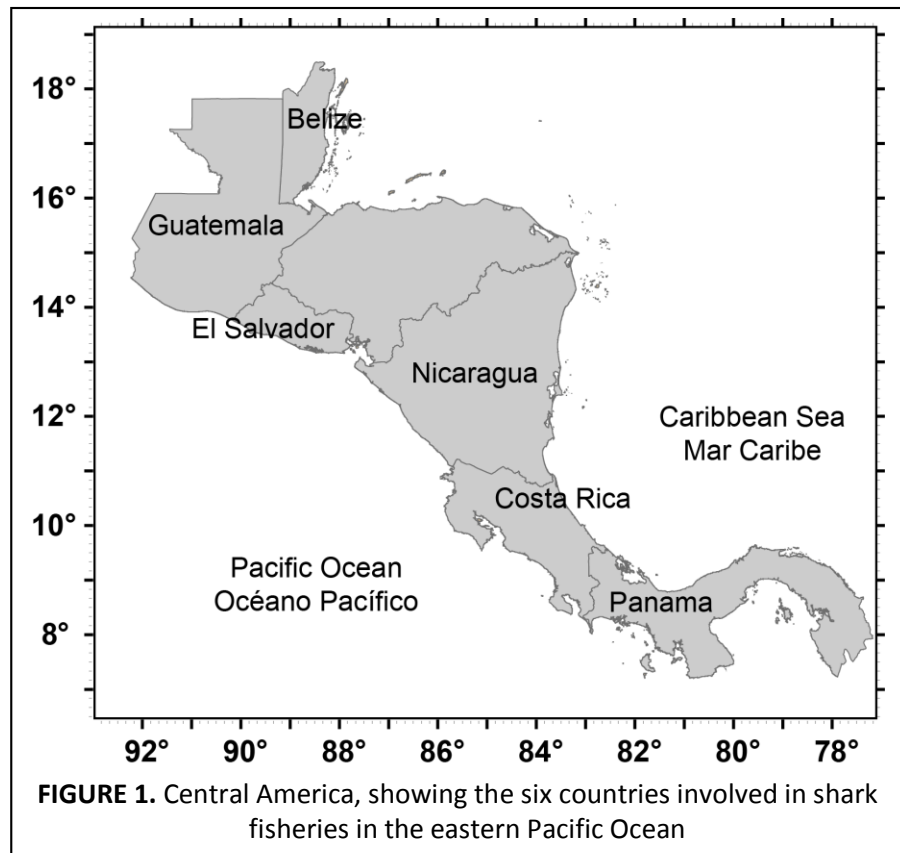 18°
16°
14°
12°
10°
8°
Belize
Guatemala
El Salvador
Nicaragua
Caribbean Sea
Mar Caribe
Costa Rica
Pacific Ocean
Océano Pacífico
Panama
92° 90° 88° 86° 84° 82° 80° 78°
FIGURE 1. Central America, showing the six countries involved in shark
fisheries in the eastern Pacific Ocean